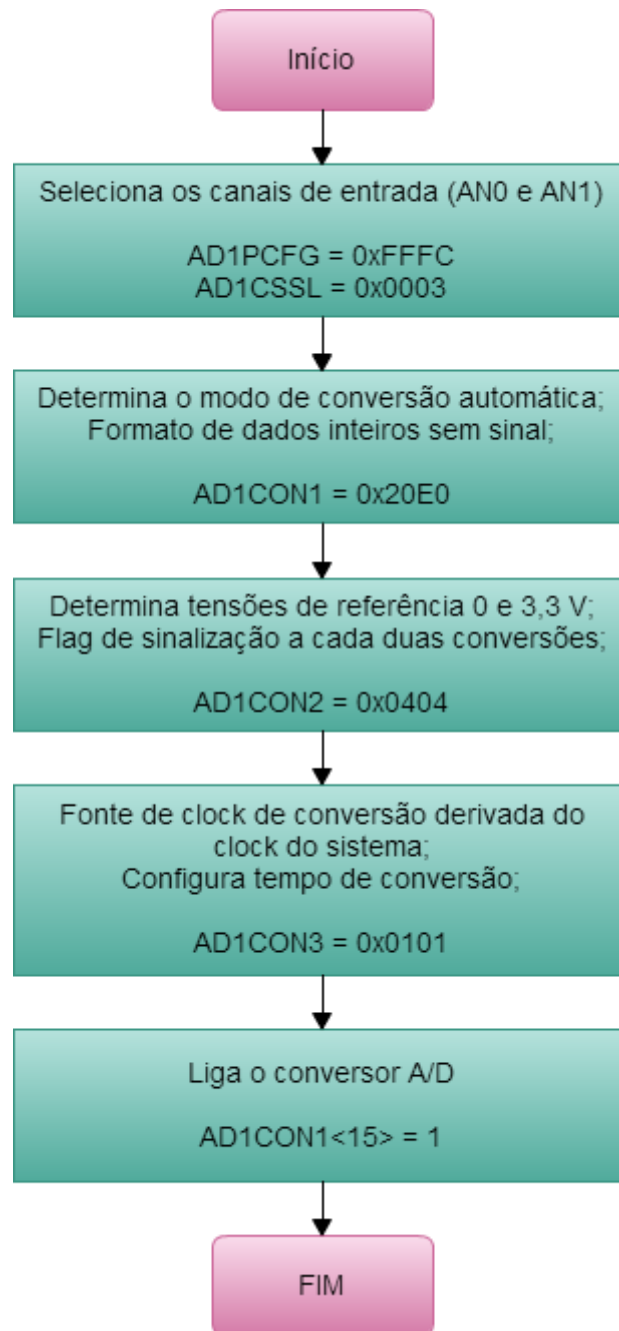 Início
Seleciona os canais de entrada (AN0 e AN1)
AD1PCFG = 0xFFFC
AD1CSSL = 0x0003
Determina o modo de conversão automática;
Formato de dados inteiros sem sinal;
AD1CON1 = 0x20E0
Determina tensões de referência 0 e 3,3 V;
Flag de sinalização a cada duas conversões;
AD1CON2 = 0x0404
Fonte de clock de conversão derivada do
clock do sistema;
Configura tempo de conversão;
AD1CON3 = 0x0101
Liga o conversor A/D
AD1CON1<15> = 1
FIM